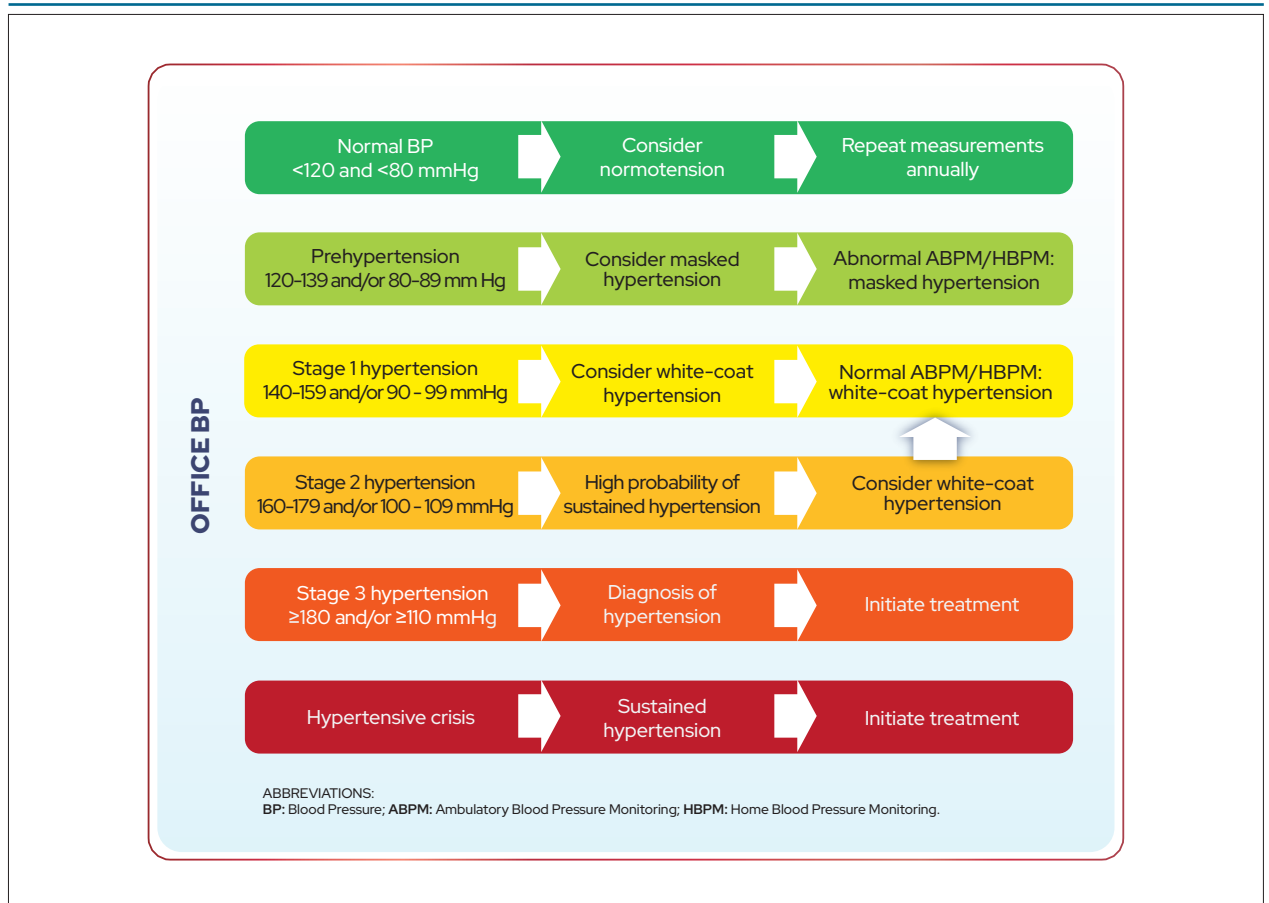 OFFICE BP
Normal BP
<120 and <80 mmHg
Consider
normotension
Repeat measurements
annually
Prehypertension
120-139 and/or 80-89 mm Hg
Consider masked
hypertension
Abnormal ABPM/HBPM:
masked hypertension
Stage 1 hypertension
140-159 and/or 90 - 99 mmHg
Consider white-coat
hypertension
Normal ABPM/HBPM:
white-coat hypertension
Stage 2 hypertension
160-179 and/or 100 - 109 mmHg
High probability of
sustained hypertension
Consider white-coat
hypertension
Stage 3 hypertension
≥180 and/or ≥110 mmHg
Diagnosis of
hypertension
Initiate treatment
Hypertensive crisis
Sustained
hypertension
Initiate treatment
ABBREVIATIONS:
BP: Blood Pressure; ABPM: Ambulatory Blood Pressure Monitoring; HBPM: Home Blood Pressure Monitoring.